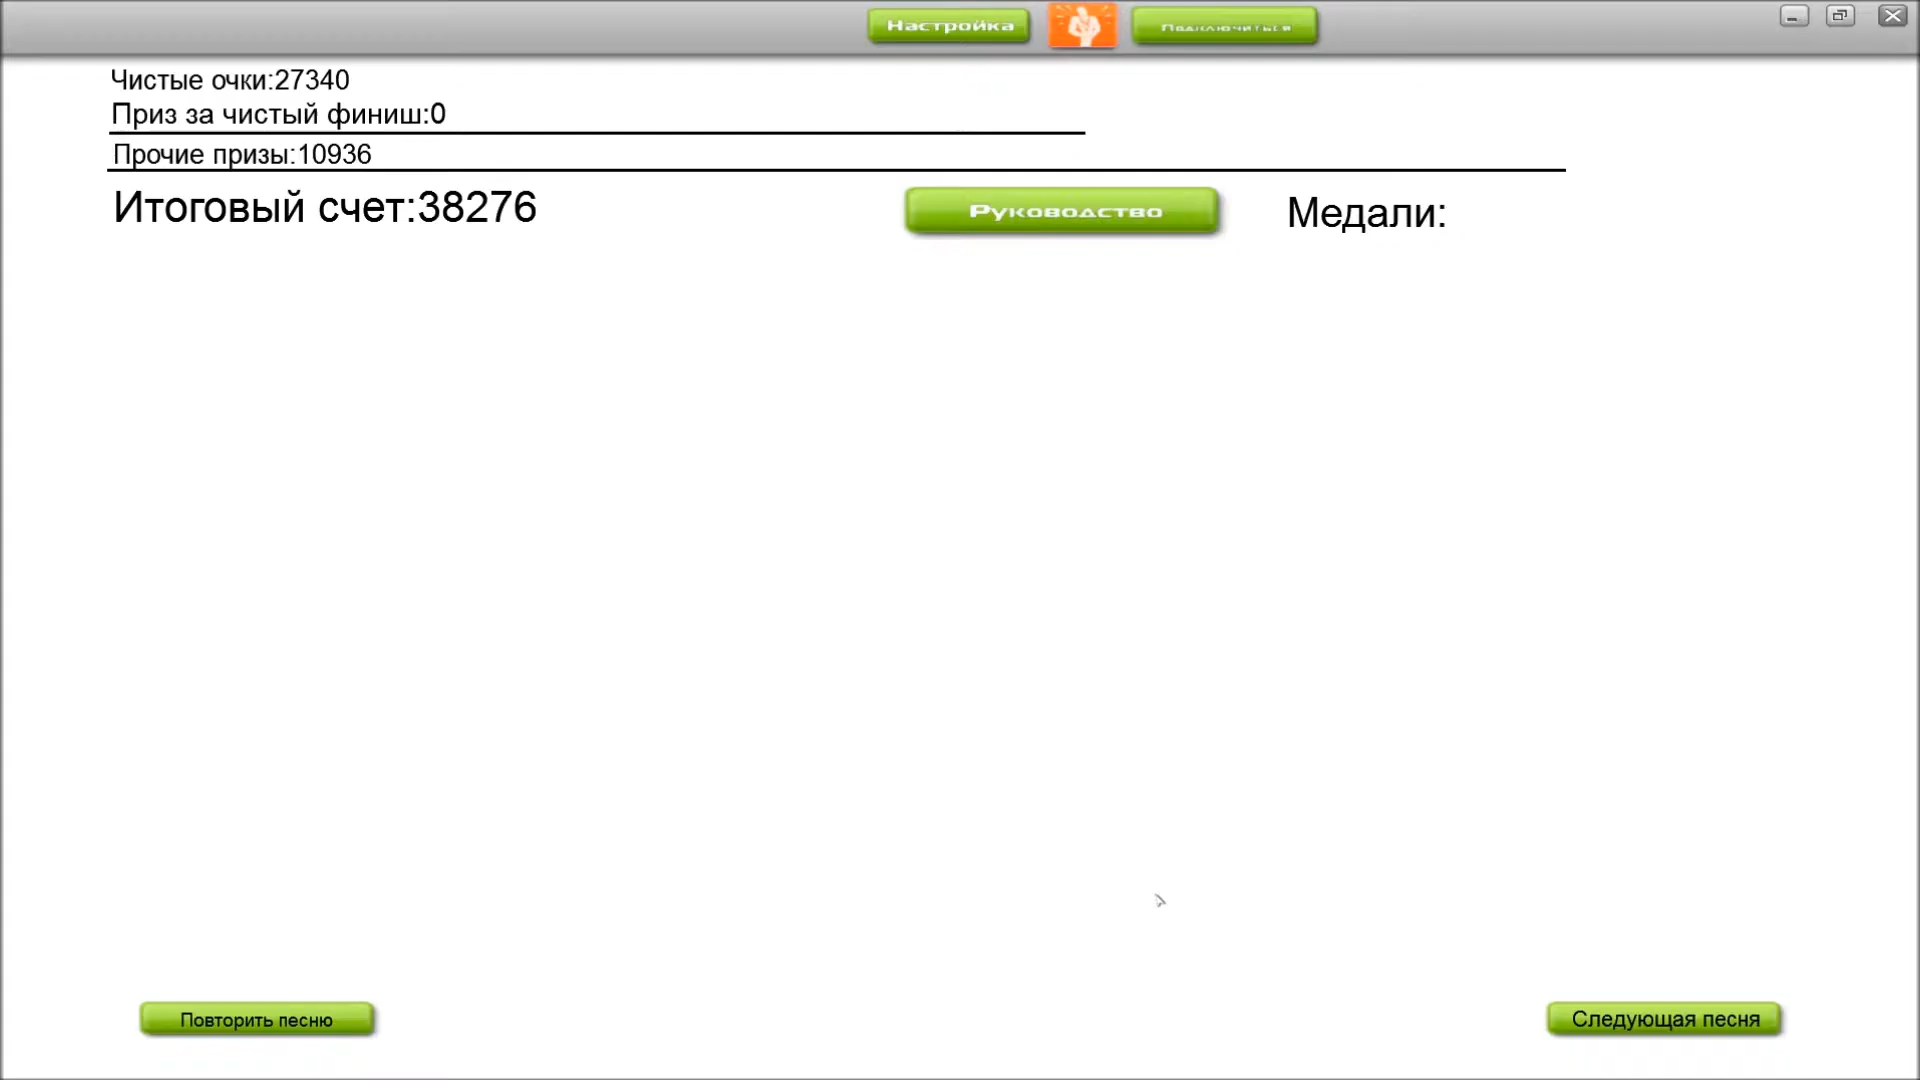 Настройка
Подключиться
Чистые очки:27340
Приз за чистый финиш:0
Прочие призы:10936
Итоговый счет:38276
Руководство
Медали:
Повторить песню
Следующая песня